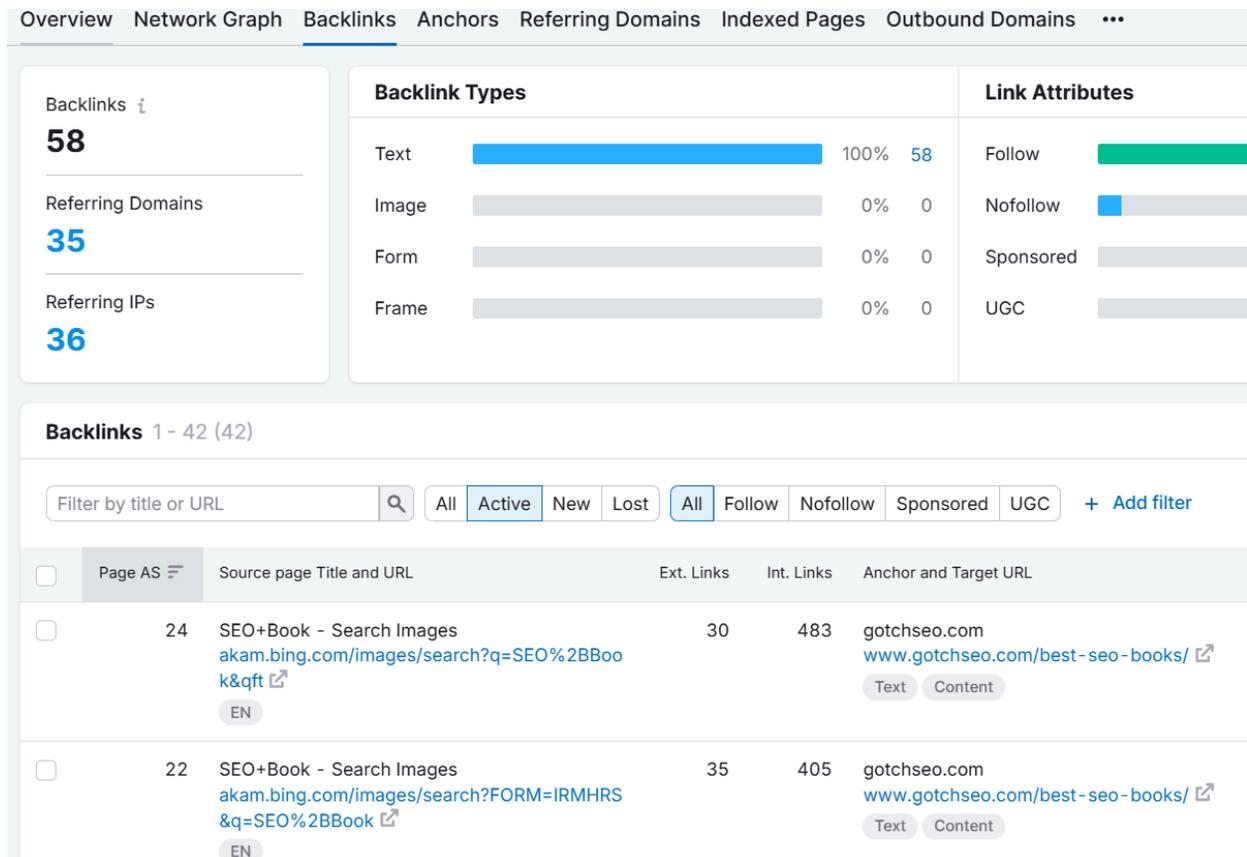 Overview Network Graph Backlinks Anchors Referring Domains Indexed Pages Outbound Domains •••
Backlinks i
58
Referring Domains
35
Referring IPs
36
Backlink Types
Text 100% 58
Image 0% 0
Form 0% 0
Frame 0% 0
Link Attributes
Follow
Nofollow
Sponsored
UGC
Backlinks 1 - 42 (42)
Filter by title or URL All Active New Lost All Follow Nofollow Sponsored UGC + Add filter
Page AS Source page Title and URL Ext. Links Int. Links Anchor and Target URL
24 SEO+Book - Search Images 30 483 gotchseo.com
akam.bing.com/images/search?q=SEO%2BBoo www.gotchseo.com/best-seo-books/
k&qft Text Content
EN
22 SEO+Book - Search Images 35 405 gotchseo.com
akam.bing.com/images/search?FORM=IRMHRS www.gotchseo.com/best-seo-books/
&q=SEO%2BBook Text Content
EN